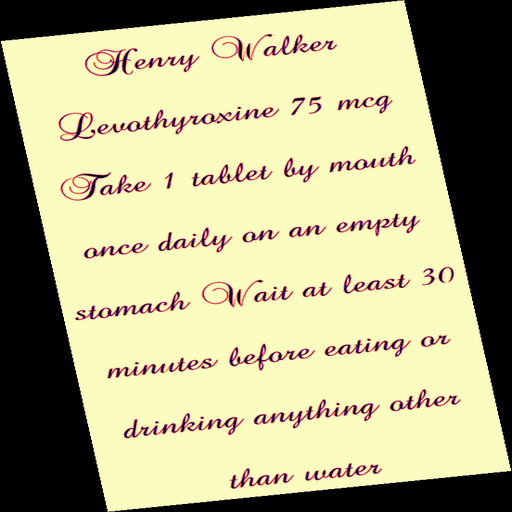 Henry Walker
Levothyroxine 75 mcg
Take 1 tablet by mouth
once daily on an empty
stomach Wait at least 30
minutes before eating or
drinking anything other
than water